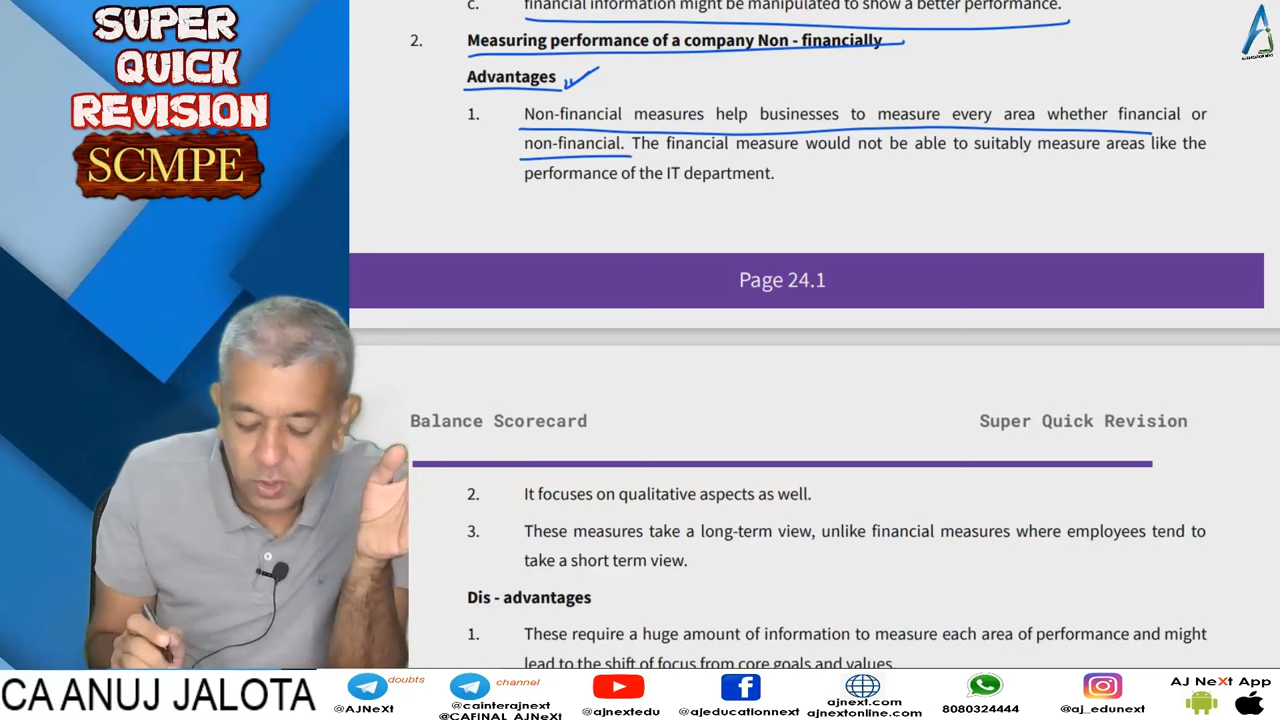 SUPER
QUICK
REVISION
SCMPE
c. financial information might be manipulated to show a better performance.
2. Measuring performance of a company Non - financially
Advantages
1. Non-financial measures help businesses to measure every area whether financial or
non-financial. The financial measure would not be able to suitably measure areas like the
performance of the IT department.
Page 24.1
Balance Scorecard Super Quick Revision
2. It focuses on qualitative aspects as well.
3. These measures take a long-term view, unlike financial measures where employees tend to
take a short term view.
Dis - advantages
1. These require a huge amount of information to measure each area of performance and might
lead to the shift of focus from core goals and values
CA ANUJ JALOTA
doubts
@AJNeXt
channel
@cainterajnext
@CAFINAL_AJNeXt
@ajnextedu
@ajeducationnext
ajnext.com
ajnextonline.com
8080324444
@aj_edunext
AJ NeXt App